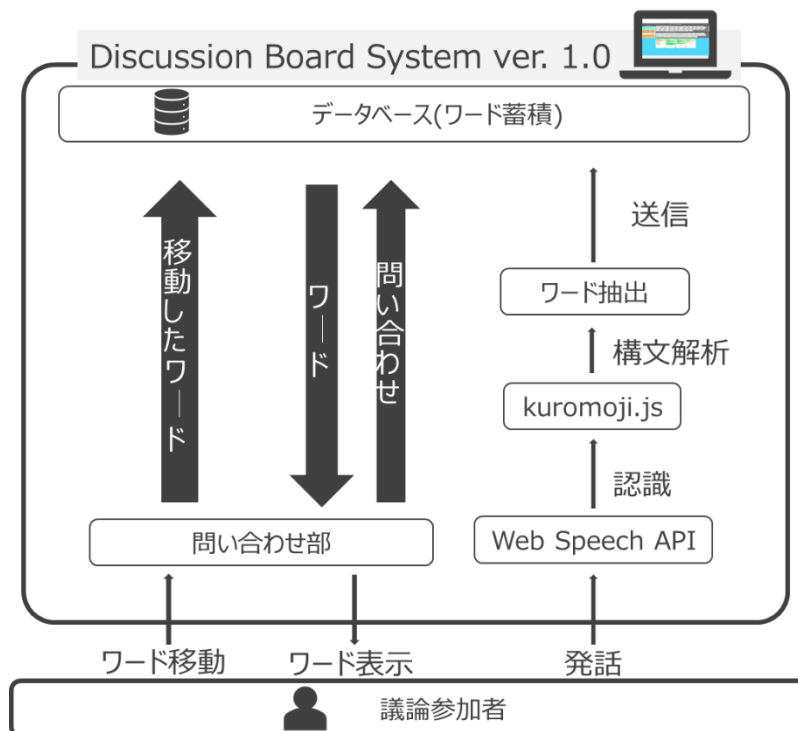 Discussion Board System ver. 1.0
データベース(ワード蓄積)
移動したワード
ワード
問い合わせ
送信
ワード抽出
構文解析
kuromoji.js
認識
問い合わせ部
Web Speech API
ワード移動
ワード表示
発話
議論参加者